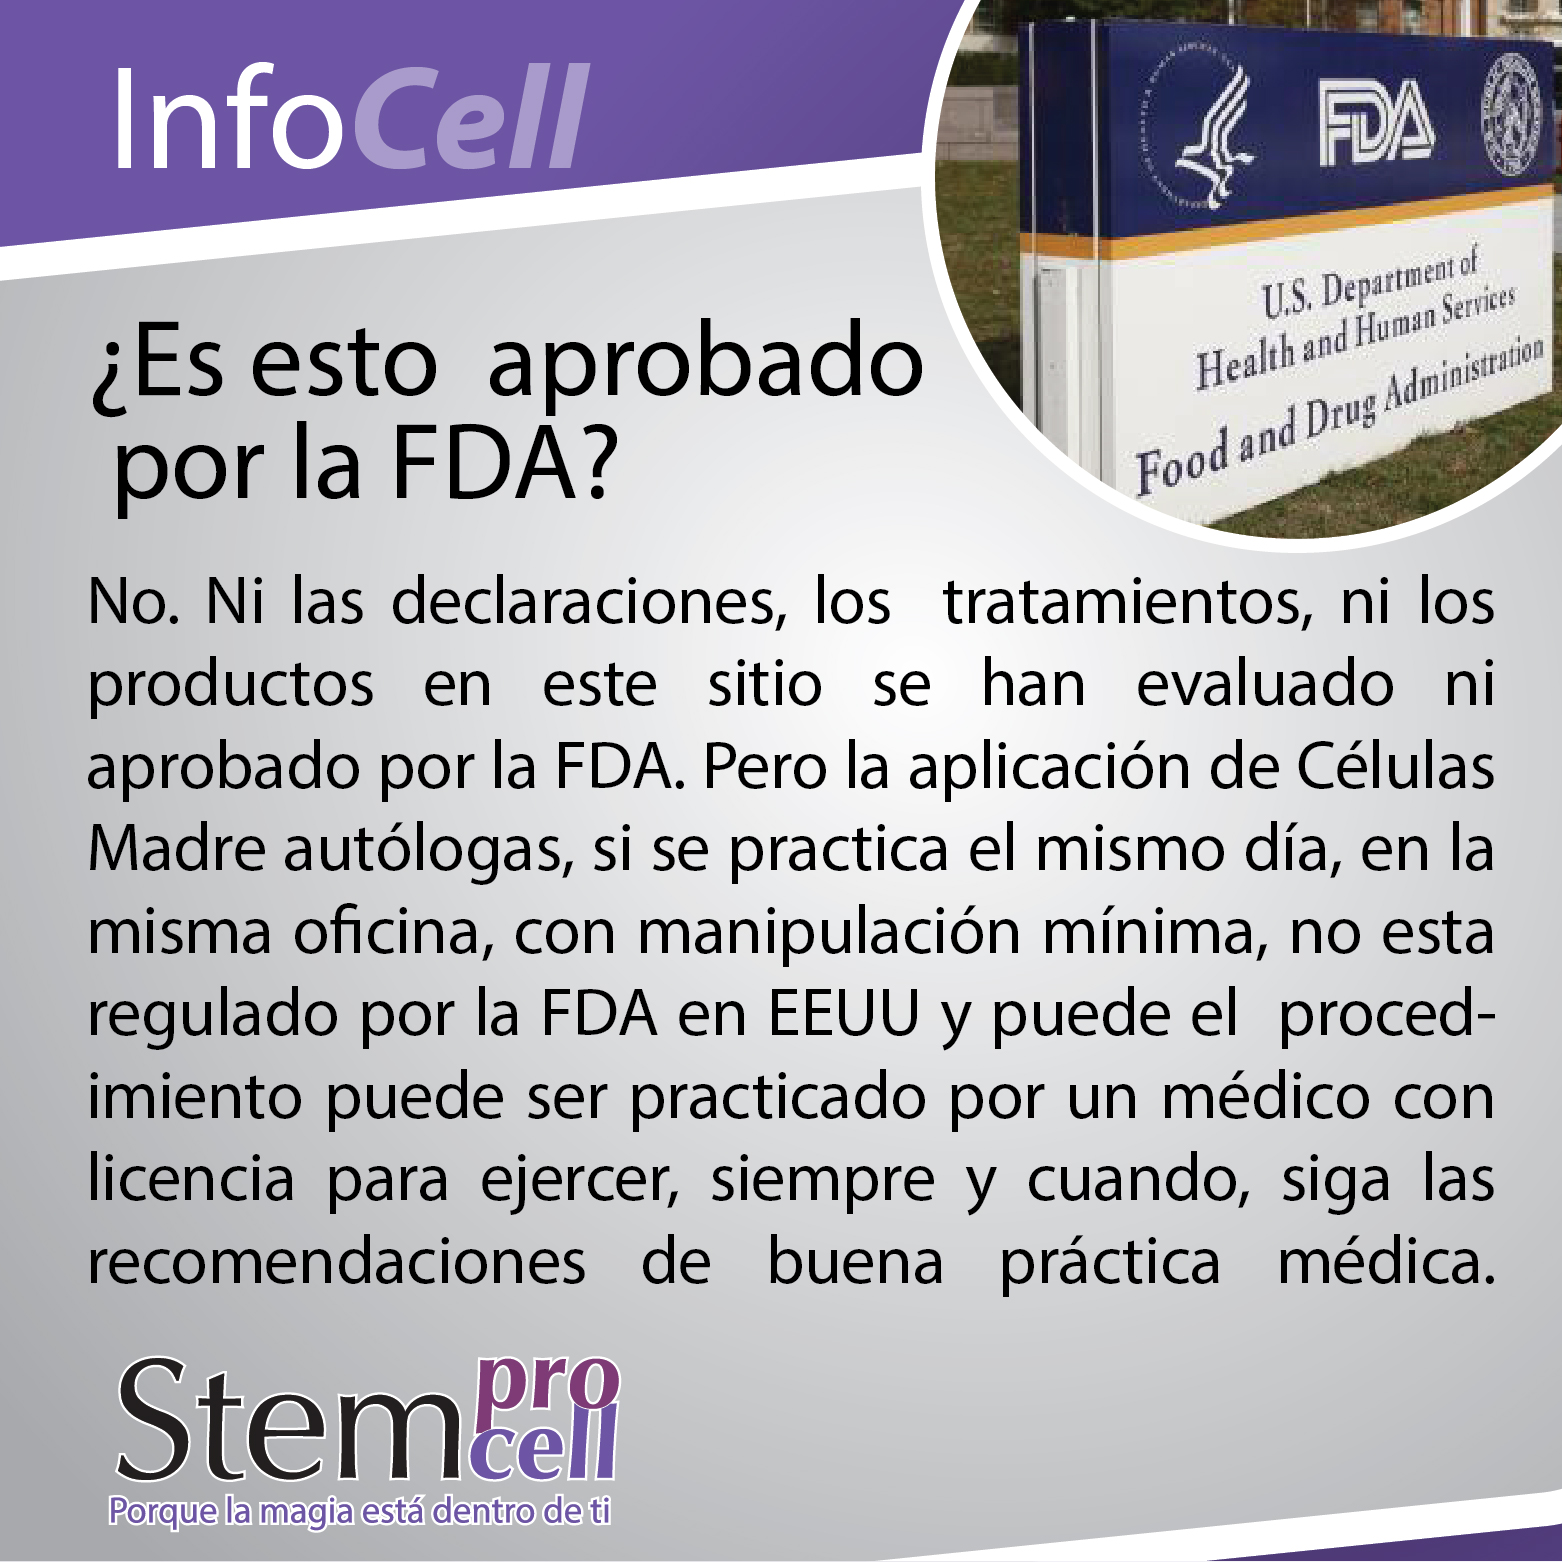 InfoCell
FDA
U.S. Department of
Health and Human Services
Food and Drug Administration
¿Es esto aprobado
por la FDA?
No. Ni las declaraciones, los tratamientos, ni los
productos en este sitio se han evaluado ni
aprobado por la FDA. Pero la aplicación de Células
Madre autólogas, si se practica el mismo día, en la
misma oficina, con manipulación mínima, no esta
regulado por la FDA en EEUU y puede el proced-
imiento puede ser practicado por un médico con
licencia para ejercer, siempre y cuando, siga las
recomendaciones de buena práctica médica.
Stem pro
cell
Porque la magia está dentro de ti